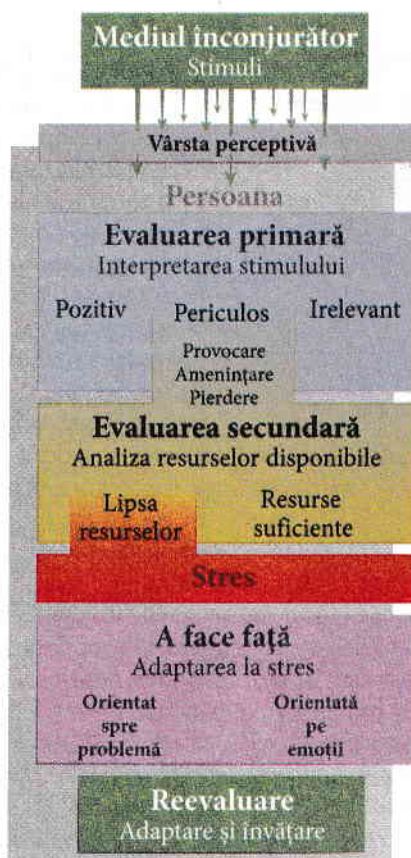 Mediul înconjurător
Stimuli
Vârsta perceptivă
Persoana
Evaluarea primară
Interpretarea stimulului
Pozitiv Periculos Irelevant
Provocare
Amenințare
Pierdere
Evaluarea secundară
Analiza resurselor disponibile
Lipsa resurselor
Resurse suficiente
Stres
A face față
Adaptarea la stres
Orientat
spre
problemă
Orientată
pe
emoții
Reevaluare
Adaptare și învățare